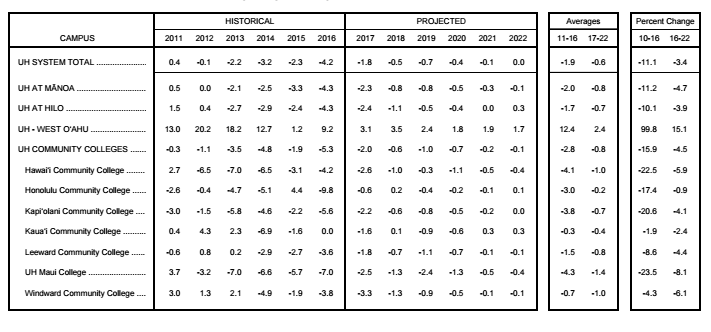 HISTORICAL PROJECTED Averages Percent Change
CAMPUS 2011 2012 2013 2014 2015 2016 2017 2018 2019 2020 2021 2022 11-16 17-22 10-16 16-22
UH SYSTEM TOTAL ...................... 0.4 -0.1 -2.2 -3.2 -2.3 -4.2 -1.8 -0.5 -0.7 -0.4 -0.1 0.0 -1.9 -0.6 -11.1 -3.4
UH AT MĀNOA ........................... 0.5 0.0 -2.1 -2.5 -3.3 -4.3 -2.3 -0.8 -0.8 -0.5 -0.3 -0.1 -2.0 -0.8 -11.2 -4.7
UH AT HILO ................................ 1.5 0.4 -2.7 -2.9 -2.4 -4.3 -2.4 -1.1 -0.5 -0.4 0.0 0.3 -1.7 -0.7 -10.1 -3.9
UH - WEST O'AHU ....................... 13.0 20.2 18.2 12.7 1.2 9.2 3.1 3.5 2.4 1.8 1.9 1.7 12.4 2.4 99.8 15.1
UH COMMUNITY COLLEGES ....... -0.3 -1.1 -3.5 -4.8 -1.9 -5.3 -2.0 -0.6 -1.0 -0.7 -0.2 -0.1 -2.8 -0.8 -15.9 -4.5
Hawai'i Community College ........ 2.7 -6.5 -7.0 -6.5 -3.1 -4.2 -2.6 -1.0 -0.3 -1.1 -0.5 -0.4 -4.1 -1.0 -22.5 -5.9
Honolulu Community College ...... -2.6 -0.4 -4.7 -5.1 4.4 -9.8 -0.6 0.2 -0.4 -0.2 -0.1 0.1 -3.0 -0.2 -17.4 -0.9
Kapi'olani Community College .... -3.0 -1.5 -5.8 -4.6 -2.2 -5.6 -2.2 -0.6 -0.8 -0.5 -0.2 0.0 -3.8 -0.7 -20.6 -4.1
Kaua'i Community College .......... 0.4 4.3 2.3 -6.9 -1.6 0.0 -1.6 0.1 -0.9 -0.6 0.3 0.3 -0.3 -0.4 -1.9 -2.4
Leeward Community College ...... -0.6 0.8 0.2 -2.9 -2.7 -3.6 -1.8 -0.7 -1.1 -0.7 -0.1 -0.1 -1.5 -0.8 -8.6 -4.4
UH Maui College ........................ 3.7 -3.2 -7.0 -6.6 -5.7 -7.0 -2.5 -1.3 -2.4 -1.3 -0.5 -0.4 -4.3 -1.4 -23.5 -8.1
Windward Community College .... 3.0 1.3 2.1 -4.9 -1.9 -3.8 -3.3 -1.3 -0.9 -0.5 -0.1 -0.1 -0.7 -1.0 -4.3 -6.1